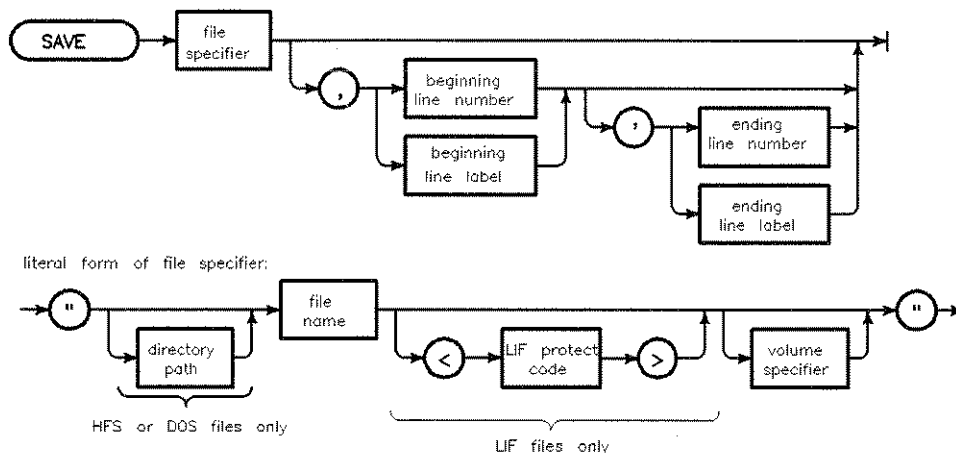 SAVE
file
specifier
,
beginning
line number
beginning
line label
,
ending
line number
ending
line label
literal form of file specifier:
"
directory
path
HFS or DOS files only
file
name
<
LIF protect
code
>
LIF files only
volume
specifier
"